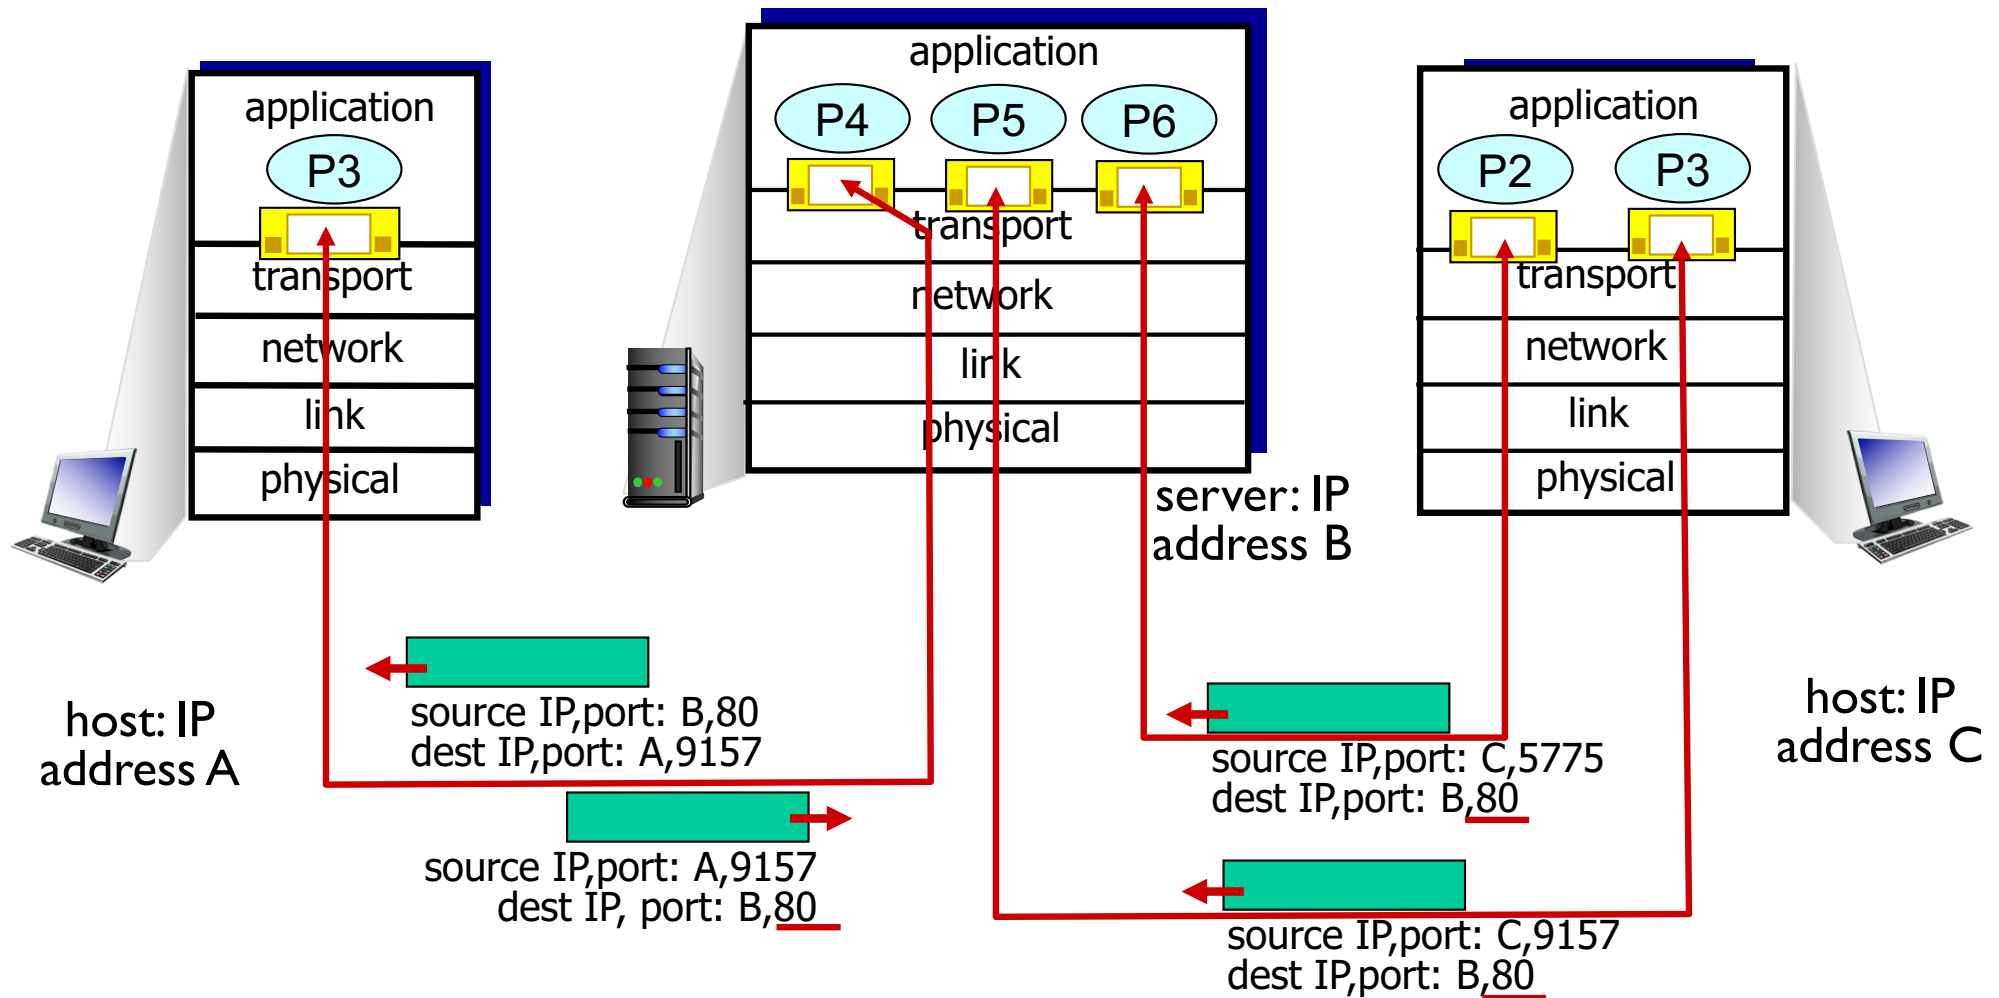 application
P3
transport
network
link
physical
host: IP
address A
application
P4 P5 P6
transport
network
link
physical
server: IP
address B
application
P2 P3
transport
network
link
physical
host: IP
address C
source IP,port: B,80
dest IP,port: A,9157
source IP,port: A,9157
dest IP, port: B,80
source IP,port: C,5775
dest IP,port: B,80
source IP,port: C,9157
dest IP,port: B,80